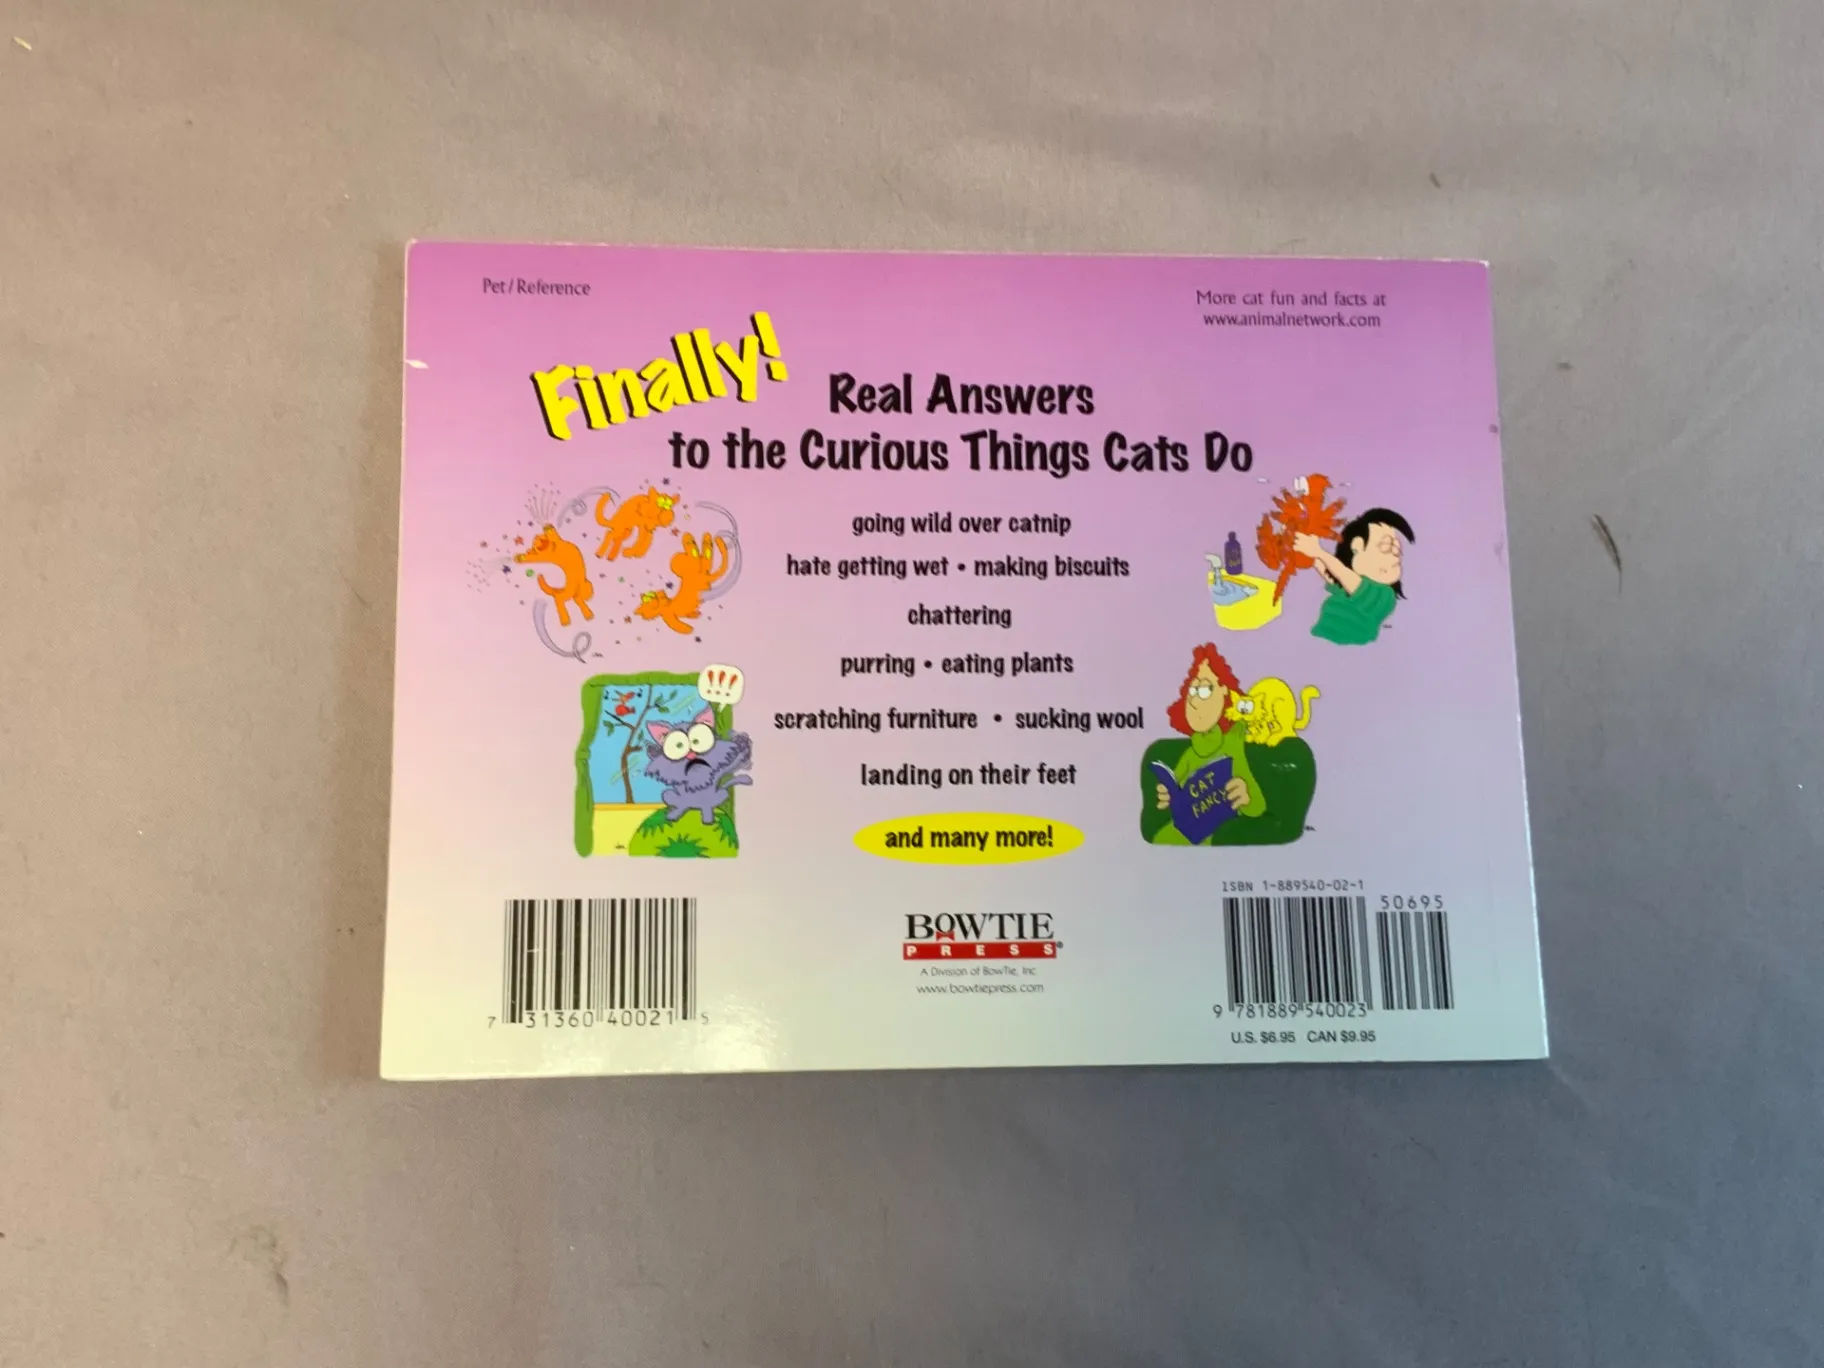 Pet/Reference
More cat fun and facts at
www.animalnetwork.com
Finally!
Real Answers
to the Curious Things Cats Do
going wild over catnip
hate getting wet • making biscuits
chattering
purring • eating plants
scratching furniture • sucking wool
landing on their feet
and many more!
!!!
CAT
FANCY
ISBN 1-889540-02-1
50695
BOWTIE
PRESS®
A Division of BowTie, Inc.
www.bowtiepress.com
7 31360 40021 5
9 781889 540023
U.S. $6.95 CAN $9.95